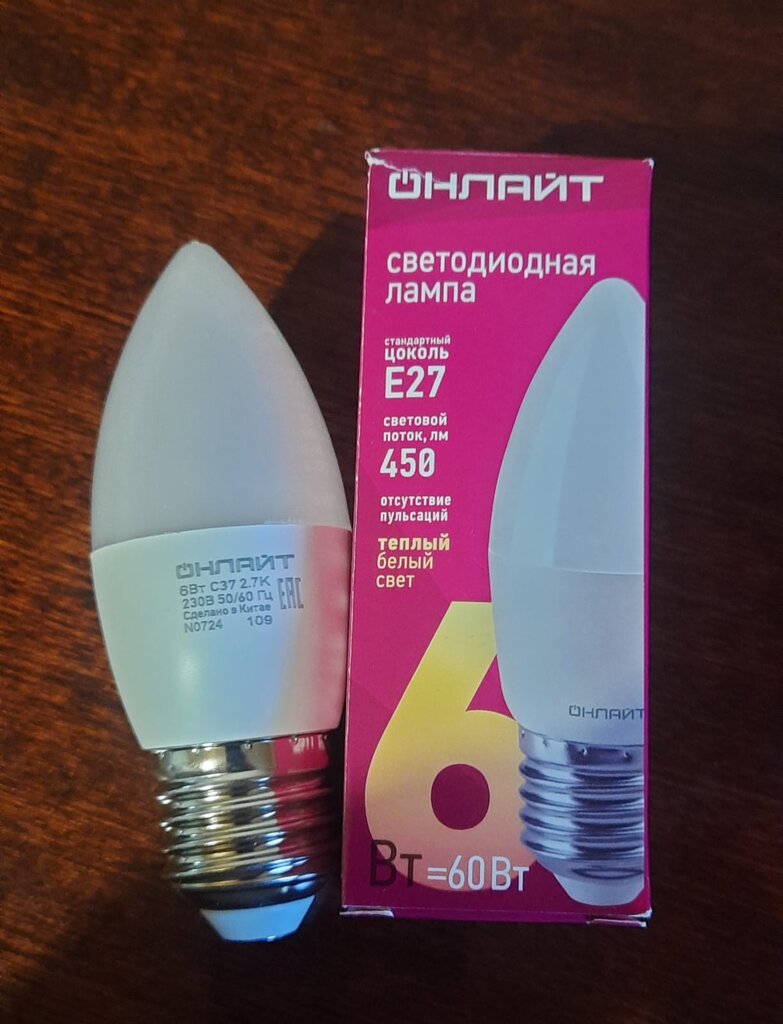 ОНЛАЙТ
светодиодная
лампа
стандартный
цоколь
E27
световой
поток, лм
450
отсутствие
пульсаций
теплый
белый
свет
6
Вт =60Вт
ОНЛАЙТ
ОНЛАЙТ
6Вт C37 2.7К
230В 50/60 Гц
Сделано в Китае
N0724 109
EAC